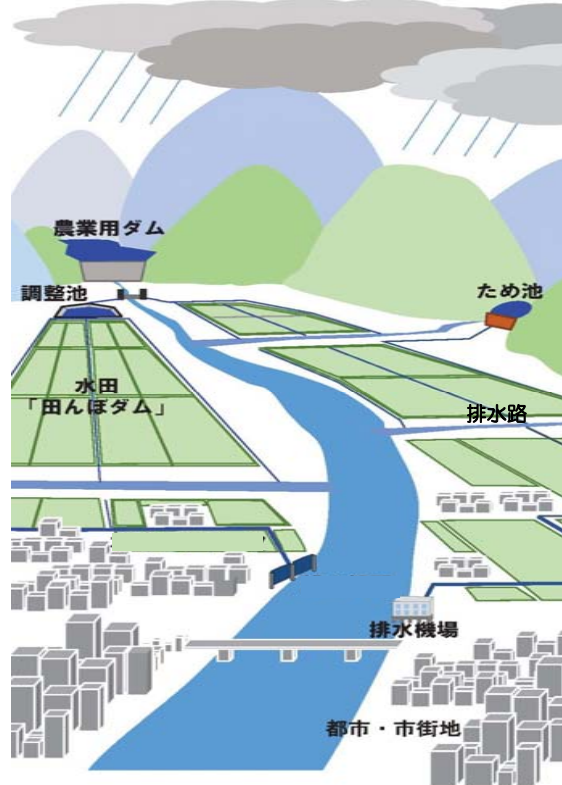 農業用ダム
調整池
ため池
水田
「田んぼダム」
排水路
排水機場
都市・市街地